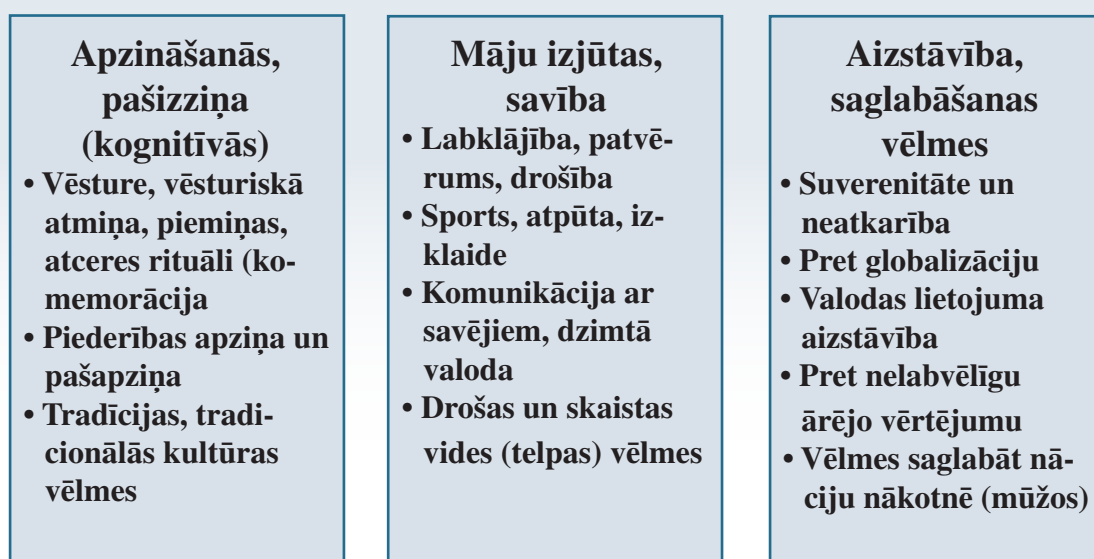 Apzināšanās,
pašizziņa
(kognitīvās)
• Vēsture, vēsturiskā
atmiņa, piemiņas,
atceres rituāli (ko-
memorācija
• Piederības apziņa un
pašapziņa
• Tradīcijas, tradi-
cionālās kultūras
vēlmes
Māju izjūtas,
savība
• Labklājība, patvē-
rums, drošība
• Sports, atpūta, iz-
klaide
• Komunikācija ar
savējiem, dzimtā
valoda
• Drošas un skaistas
vides (telpas) vēlmes
Aizstāvība,
saglabāšanas
vēlmes
• Suverenitāte un
neatkarība
• Pret globalizāciju
• Valodas lietojuma
aizstāvība
• Pret nelabvēlīgu
ārējo vērtējumu
• Vēlmes saglabāt nā-
ciju nākotnē (mūžos)